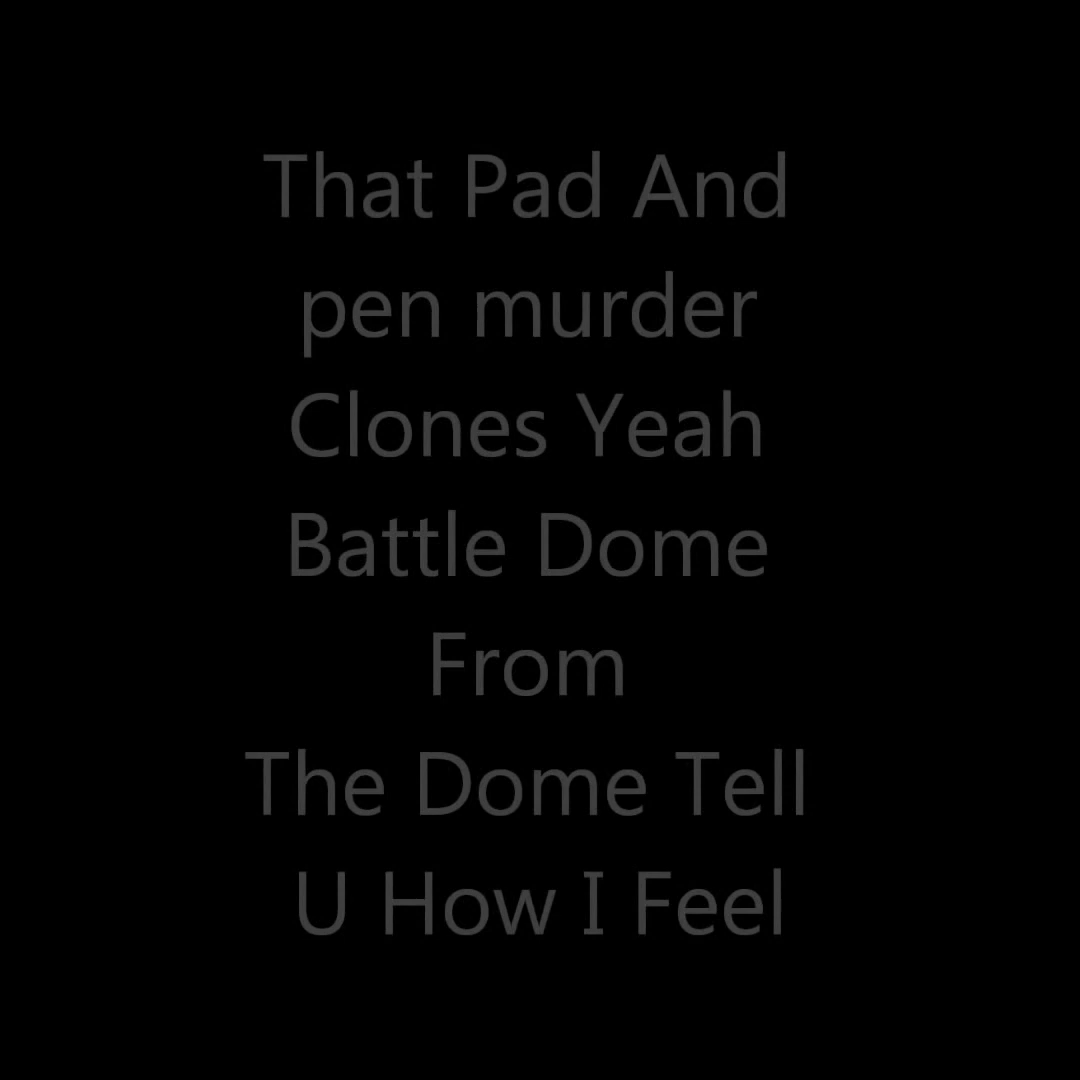 That Pad And
pen murder
Clones Yeah
Battle Dome
From
The Dome Tell
U How I Feel